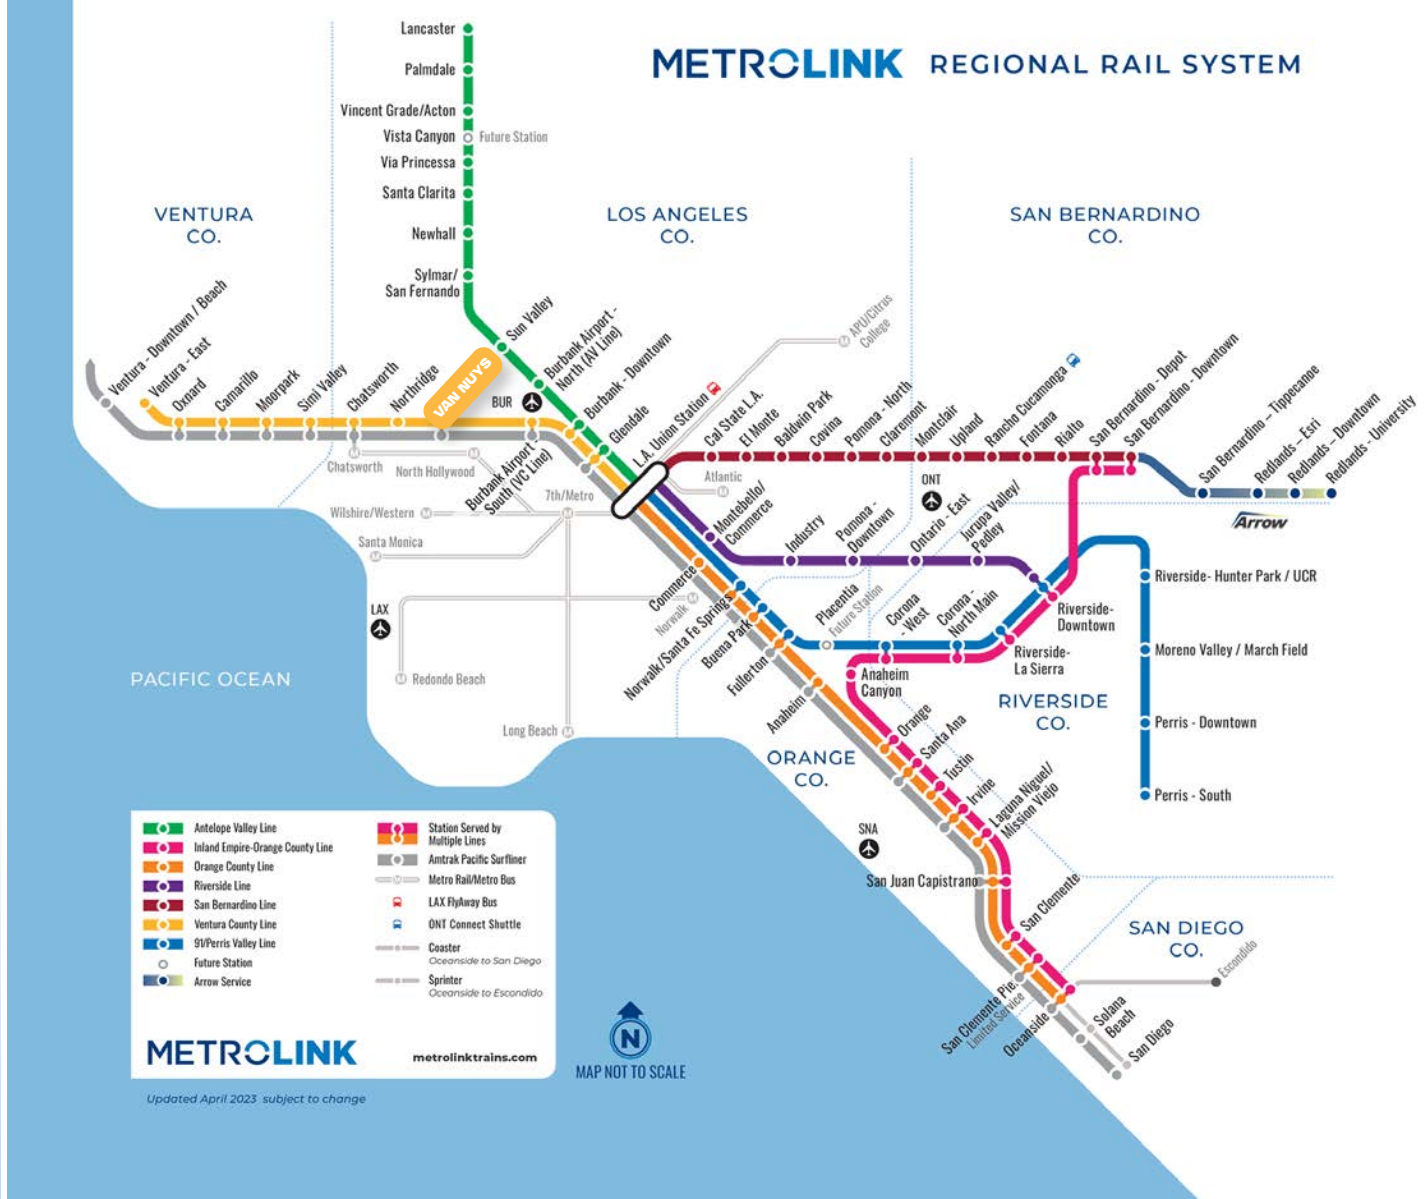 METROLINK REGIONAL RAIL SYSTEM
Lancaster
Palmdale
Vincent Grade/Acton
Vista Canyon
Future Station
Via Princessa
Santa Clarita
Newhall
Sylmar/
San Fernando
VENTURA
CO.
LOS ANGELES
CO.
SAN BERNARDINO
CO.
Ventura - Downtown / Beach
Ventura - East
Oxnard
Camarillo
Moorpark
Simi Valley
Chatsworth
Northridge
VAN NUYS
BUR
Sun Valley
Burbank Airport -
North (AV Line)
Burbank - Downtown
Glendale
L.A. Union Station
APU/Citrus
College
Cal State L.A.
El Monte
Baldwin Park
Covina
Pomona - North
Claremont
Montclair
Upland
Rancho Cucamonga
Fontana
Rialto
San Bernardino - Depot
San Bernardino - Downtown
San Bernardino – Tippecanoe
Redlands – Esri
Redlands – Downtown
Redlands - University
Arrow
Chatsworth
M
North Hollywood
M
Burbank Airport -
South (VC Line)
Wilshire/Western
M
7th/Metro
M
Santa Monica
M
Atlantic
M
ONT
Montebello/
Commerce
Industry
Pomona -
Downtown
Ontario - East
Jurupa Valley/
Pedley
LAX
Commerce
Norwalk
M
Norwalk/Santa Fe Springs
Buena Park
Fullerton
Anaheim
Placentia
Future Station
Corona
- West
Corona -
North Main
Riverside-
Downtown
Riverside-
La Sierra
Riverside- Hunter Park / UCR
Moreno Valley / March Field
Perris - Downtown
Perris - South
Anaheim
Canyon
RIVERSIDE
CO.
PACIFIC OCEAN
M
Redondo Beach
Long Beach
M
ORANGE
CO.
Orange
Santa Ana
Tustin
Irvine
Laguna Niguel/
Mission Viejo
SNA
San Juan Capistrano
San Clemente
San Clemente Pier
Limited Service
Oceanside
SAN DIEGO
CO.
Escondido
Solana
Beach
San Diego
Antelope Valley Line
Inland Empire-Orange County Line
Orange County Line
Riverside Line
San Bernardino Line
Ventura County Line
91/Perris Valley Line
Future Station
Arrow Service
Station Served by
Multiple Lines
Amtrak Pacific Surfliner
Metro Rail/Metro Bus
LAX FlyAway Bus
ONT Connect Shuttle
Coaster
Oceanside to San Diego
Sprinter
Oceanside to Escondido
METROLINK
metrolinktrains.com
N
MAP NOT TO SCALE
Updated April 2023 subject to change